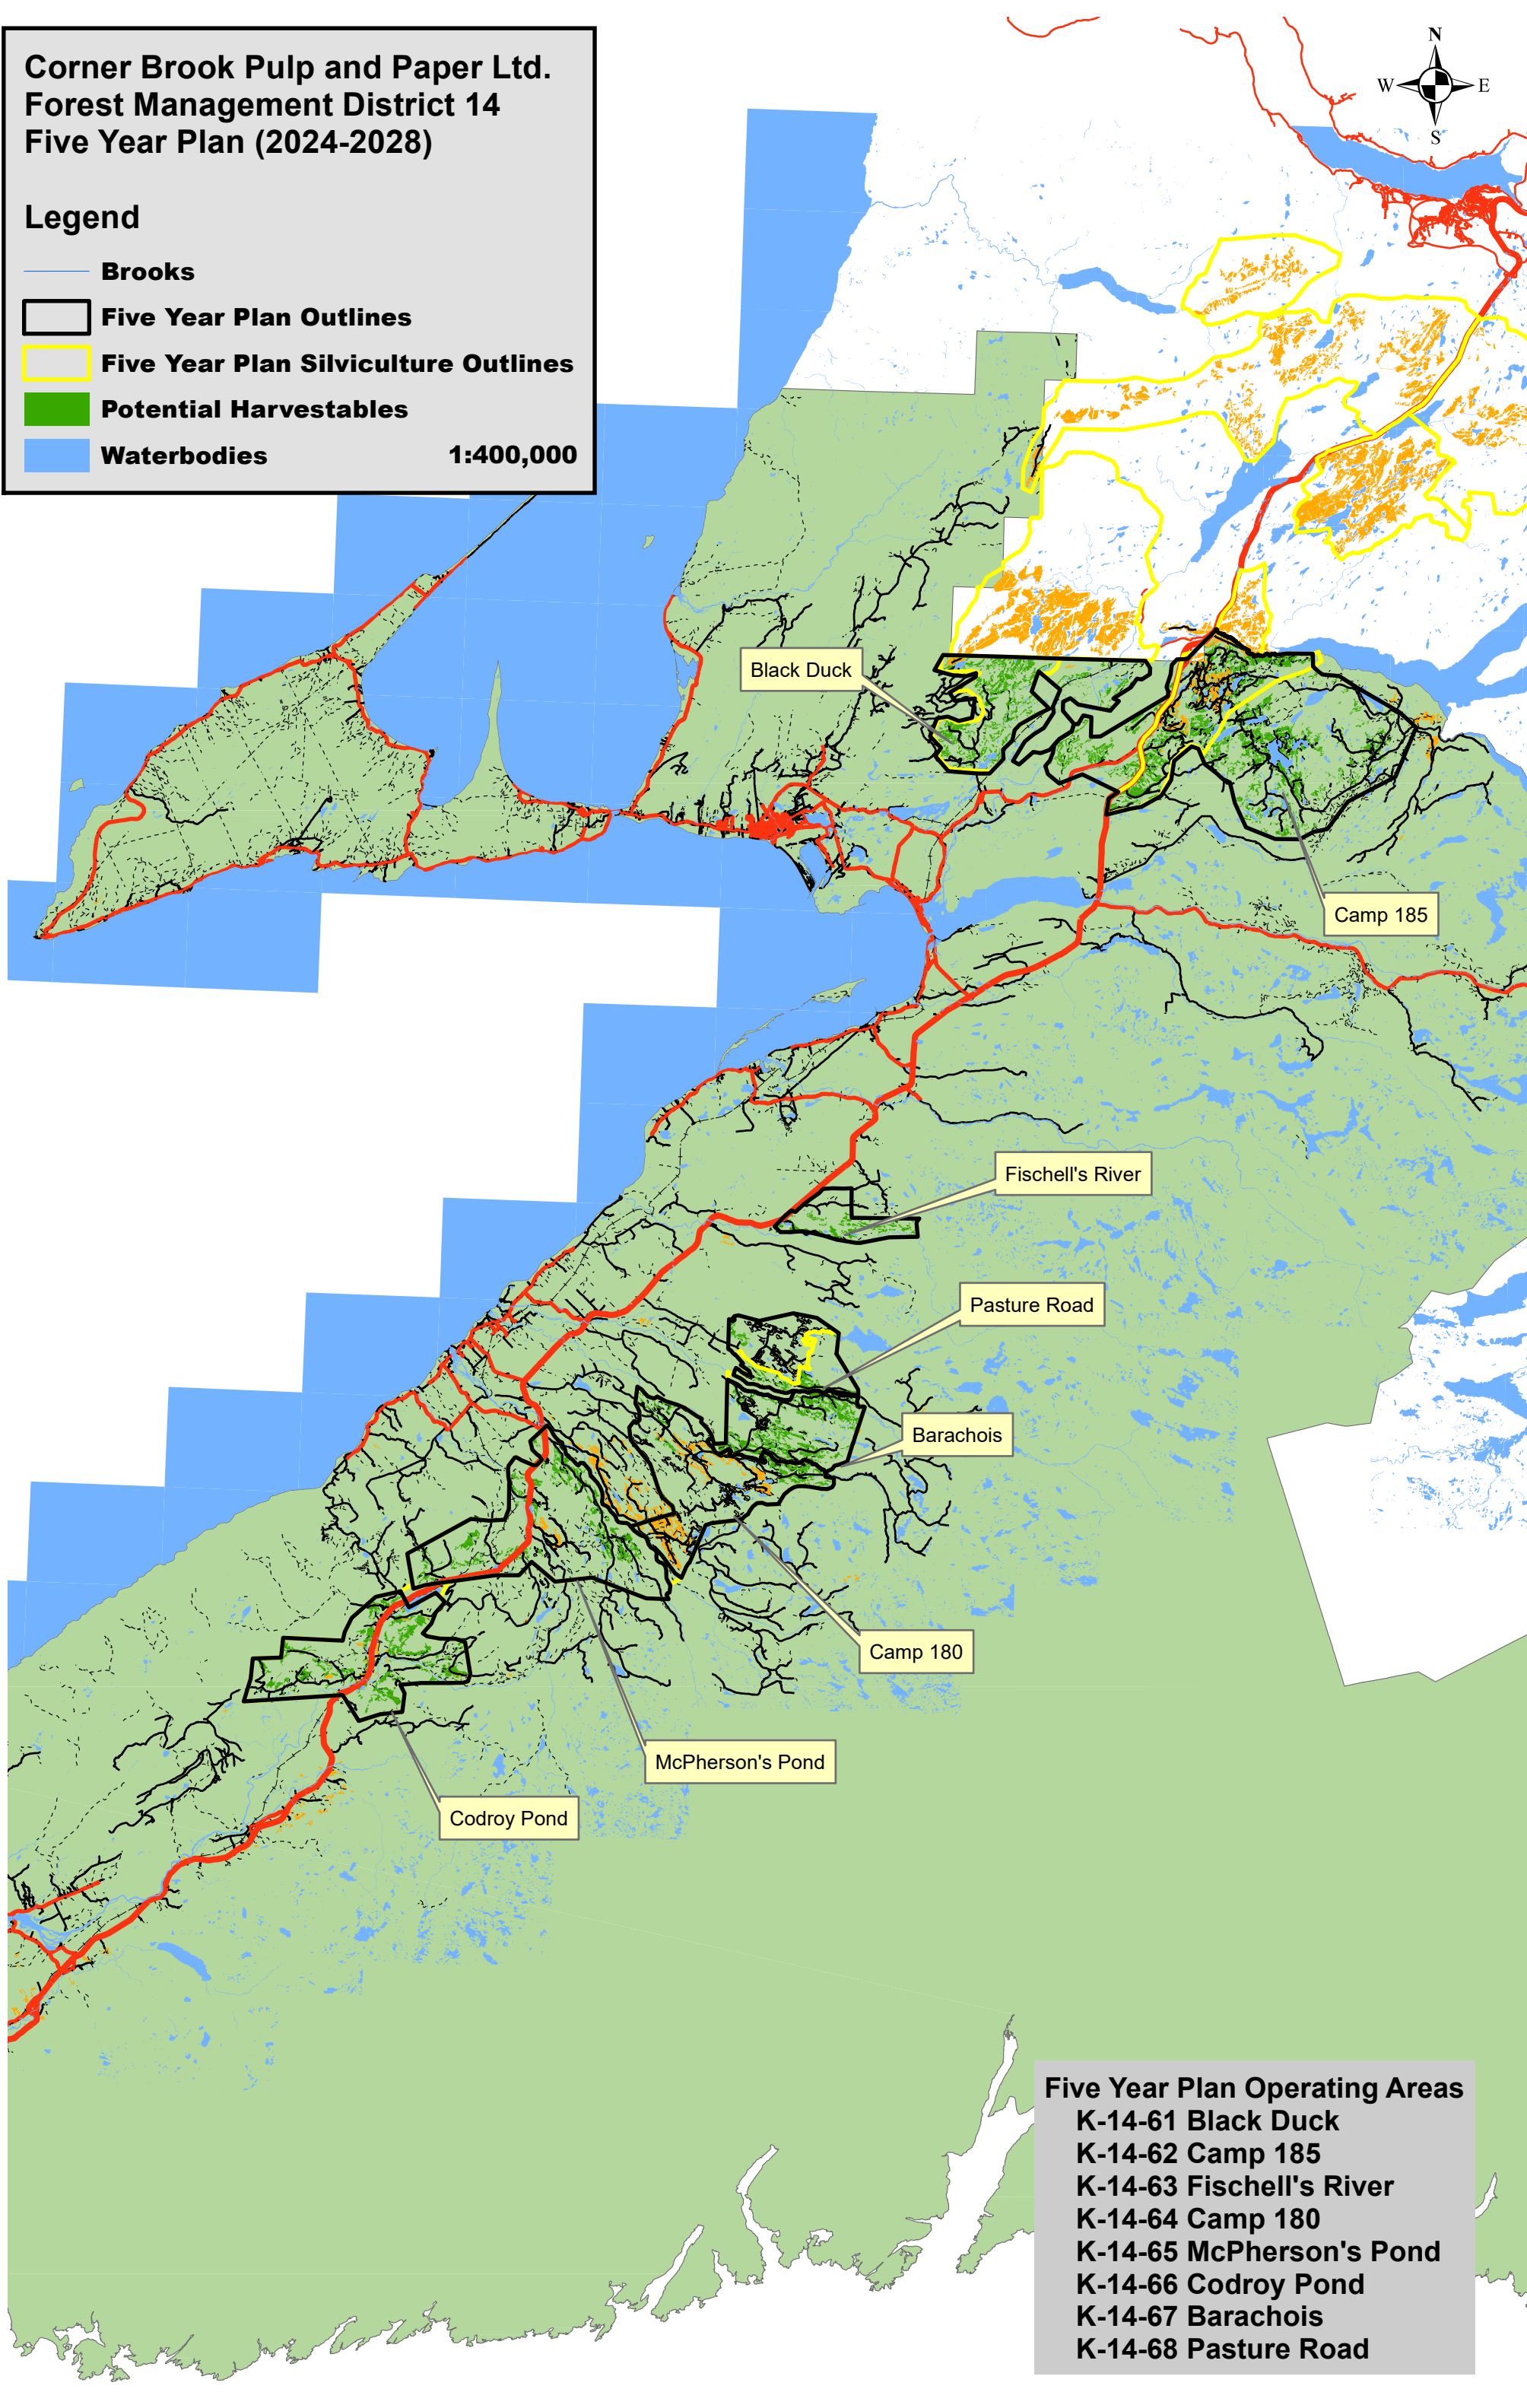 Corner Brook Pulp and Paper Ltd.
Forest Management District 14
Five Year Plan (2024-2028)
Legend
Brooks
Five Year Plan Outlines
Five Year Plan Silviculture Outlines
Potential Harvestables
Waterbodies
1:400,000
N
W
E
S
Black Duck
Camp 185
Fischell's River
Pasture Road
Barachois
Camp 180
McPherson's Pond
Codroy Pond
Five Year Plan Operating Areas
K-14-61 Black Duck
K-14-62 Camp 185
K-14-63 Fischell's River
K-14-64 Camp 180
K-14-65 McPherson's Pond
K-14-66 Codroy Pond
K-14-67 Barachois
K-14-68 Pasture Road